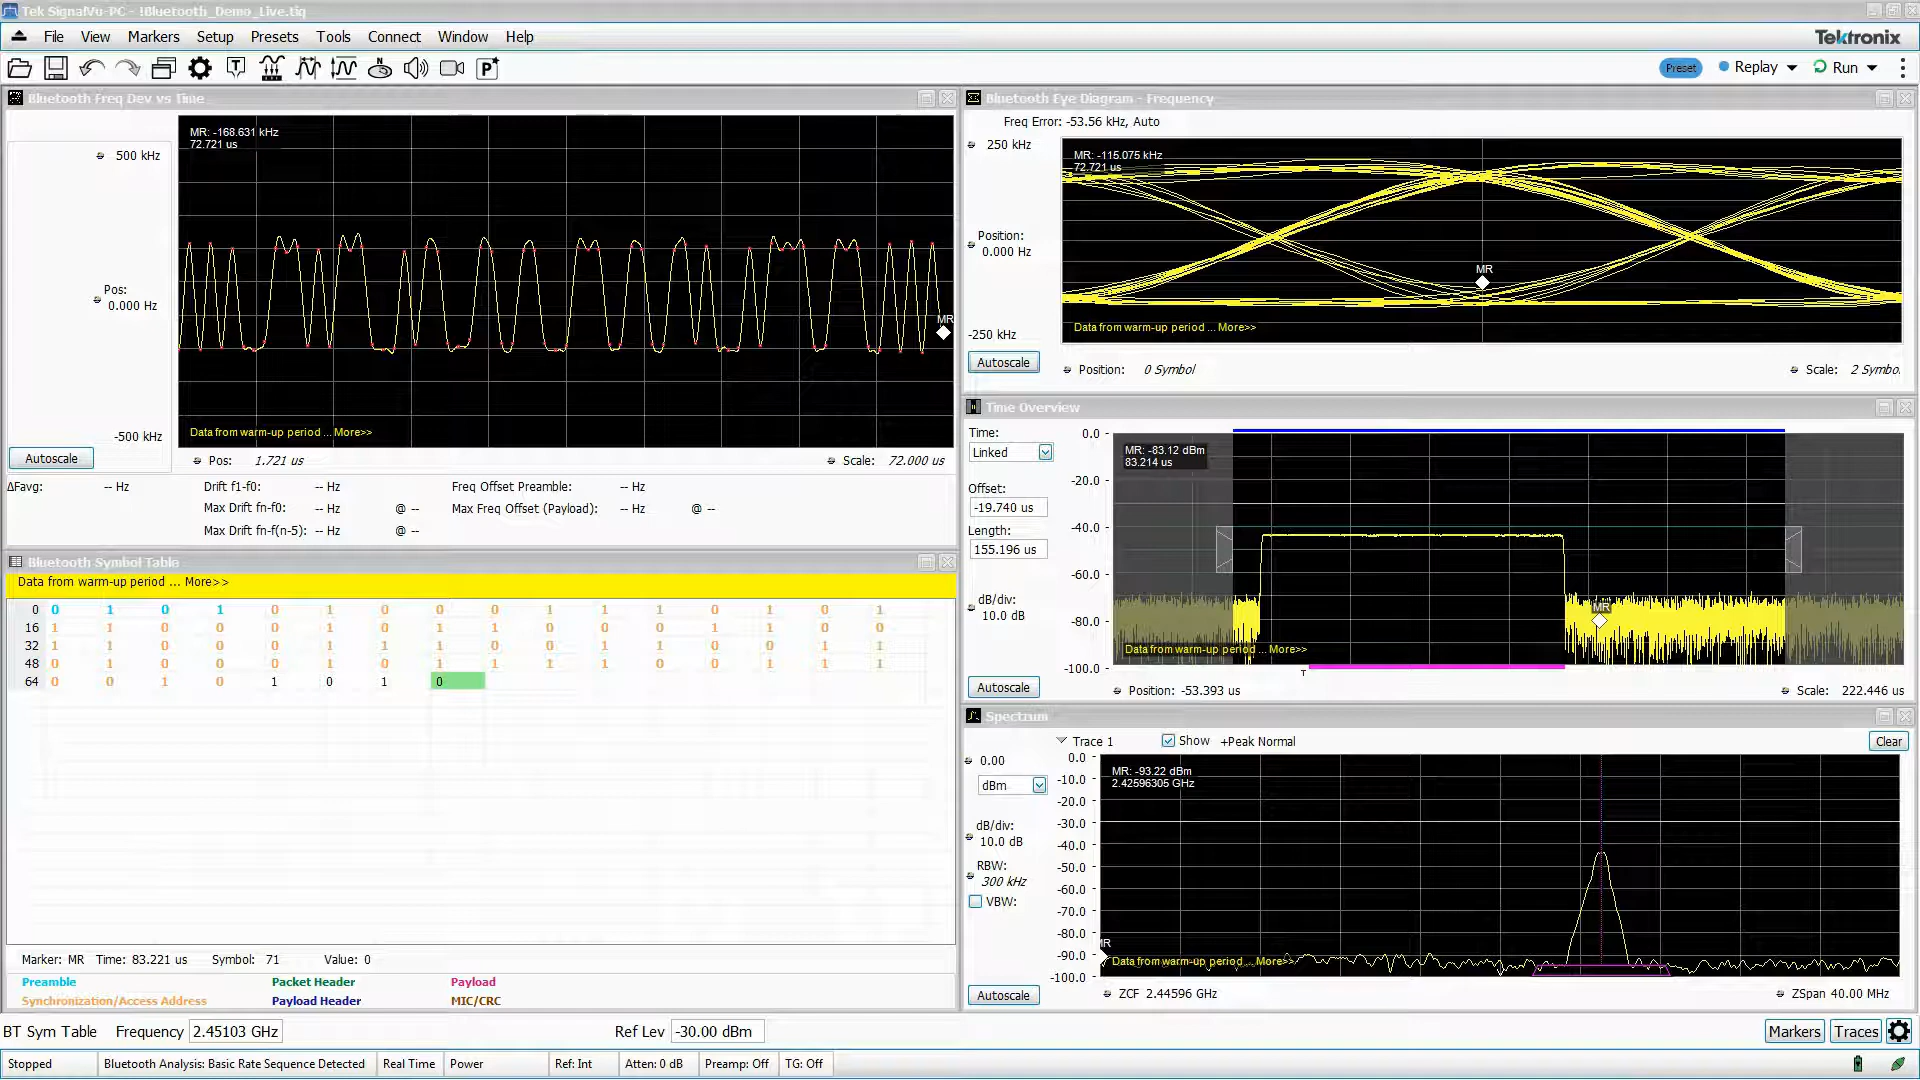 Tek SignalVu-PC - !Bluetooth_Demo_Live.tiq
File View Markers Setup Presets Tools Connect Window Help
Tektronix
Preset Replay Run
Bluetooth Freq Dev vs Time
MR: -168.631 kHz
72.721 us
500 kHz
Pos:
0.000 Hz
MR
-500 kHz
Data from warm-up period ... More>>
Autoscale
Pos: 1.721 us Scale: 72.000 us
ΔFavg: -- Hz Drift f1-f0: -- Hz Freq Offset Preamble: -- Hz
Max Drift fn-f0: -- Hz @ -- Max Freq Offset (Payload): -- Hz @ --
Max Drift fn-f(n-5): -- Hz @ --
Bluetooth Symbol Table
Data from warm-up period ... More>>
0 0 1 0 1 0 1 0 0 0 1 1 1 0 1 0 1
16 1 1 0 0 0 1 0 1 1 0 0 0 1 1 0 0
32 1 1 0 0 0 1 1 1 0 0 1 1 0 1 0 1
48 0 1 0 0 0 1 0 1 1 1 1 0 0 1 1 1
64 0 0 1 0 1 0 1 0
Marker: MR Time: 83.221 us Symbol: 71 Value: 0
Preamble Packet Header Payload
Synchronization/Access Address Payload Header MIC/CRC
Bluetooth Eye Diagram - Frequency
Freq Error: -53.56 kHz, Auto
250 kHz
MR: -115.075 kHz
72.721 us
Position:
0.000 Hz
MR
Data from warm-up period ... More>>
-250 kHz
Autoscale
Position: 0 Symbol Scale: 2 Symbo.
Time Overview
Time:
Linked
Offset:
-19.740 us
Length:
155.196 us
dB/div:
10.0 dB
Autoscale
0.0
-20.0
-40.0
-60.0
-80.0
-100.0
MR: -83.12 dBm
83.214 us
MR
Data from warm-up period ... More>>
T
Position: -53.393 us Scale: 222.446 us
Spectrum
Trace 1 Show +Peak Normal Clear
0.00
dBm
dB/div:
10.0 dB
RBW:
300 kHz
VBW:
Autoscale
0.0
-10.0
-20.0
-30.0
-40.0
-50.0
-60.0
-70.0
-80.0
-90.0
-100.0
MR: -93.22 dBm
2.42596305 GHz
MR
Data from warm-up period ... More>>
ZCF 2.44596 GHz ZSpan 40.00 MHz
BT Sym Table Frequency 2.45103 GHz Ref Lev -30.00 dBm Markers Traces
Stopped Bluetooth Analysis: Basic Rate Sequence Detected Real Time Power Ref: Int Atten: 0 dB Preamp: Off TG: Off